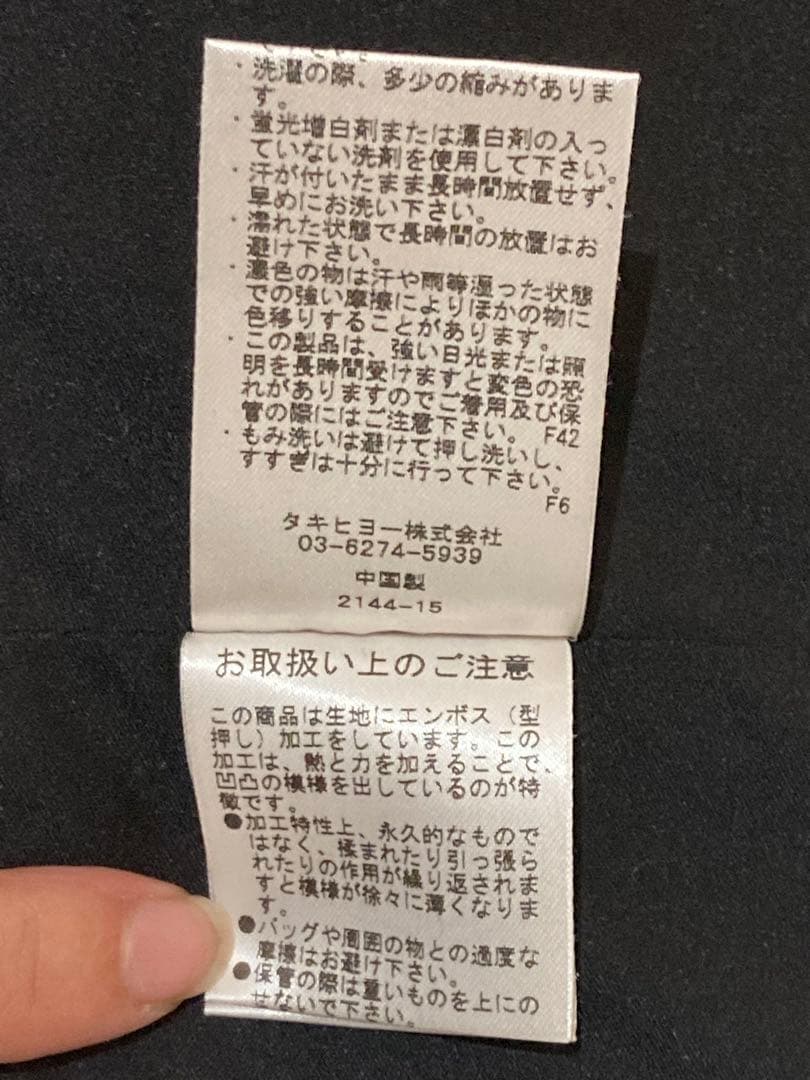 ・洗濯の際、多少の縮みがありま
す。
・蛍光増白剤または漂白剤の入っ
ていない洗剤を使用して下さい。
・汗が付いたまま長時間放置せず、
早めにお洗い下さい。
・濡れた状態で長時間の放置はお
避け下さい。
・濃色の物は汗や雨等湿った状態
での強い摩擦によりほかの物に
色移りすることがあります。
・この製品は、強い日光または照
明を長時間受けますと変色の恐
れがありますのでご着用及び保
管の際にはご注意下さい。 F42
・もみ洗いは避けて押し洗いし、
すすぎは十分に行って下さい。
F6
タキヒヨー株式会社
03-6274-5939
中国製
2144-15
お取扱い上のご注意
この商品は生地にエンボス（型
押し）加工をしています。この
加工は、熱と力を加えることで、
凹凸の模様を出しているのが特
徴です。
●加工特性上、永久的なもので
はなく、揉まれたり引っ張ら
れたりの作用が繰り返されま
すと模様が徐々に薄くなりま
す。
●バッグや周囲の物との過度な
摩擦はお避け下さい。
●保管の際は重いものを上にの
せないで下さい。